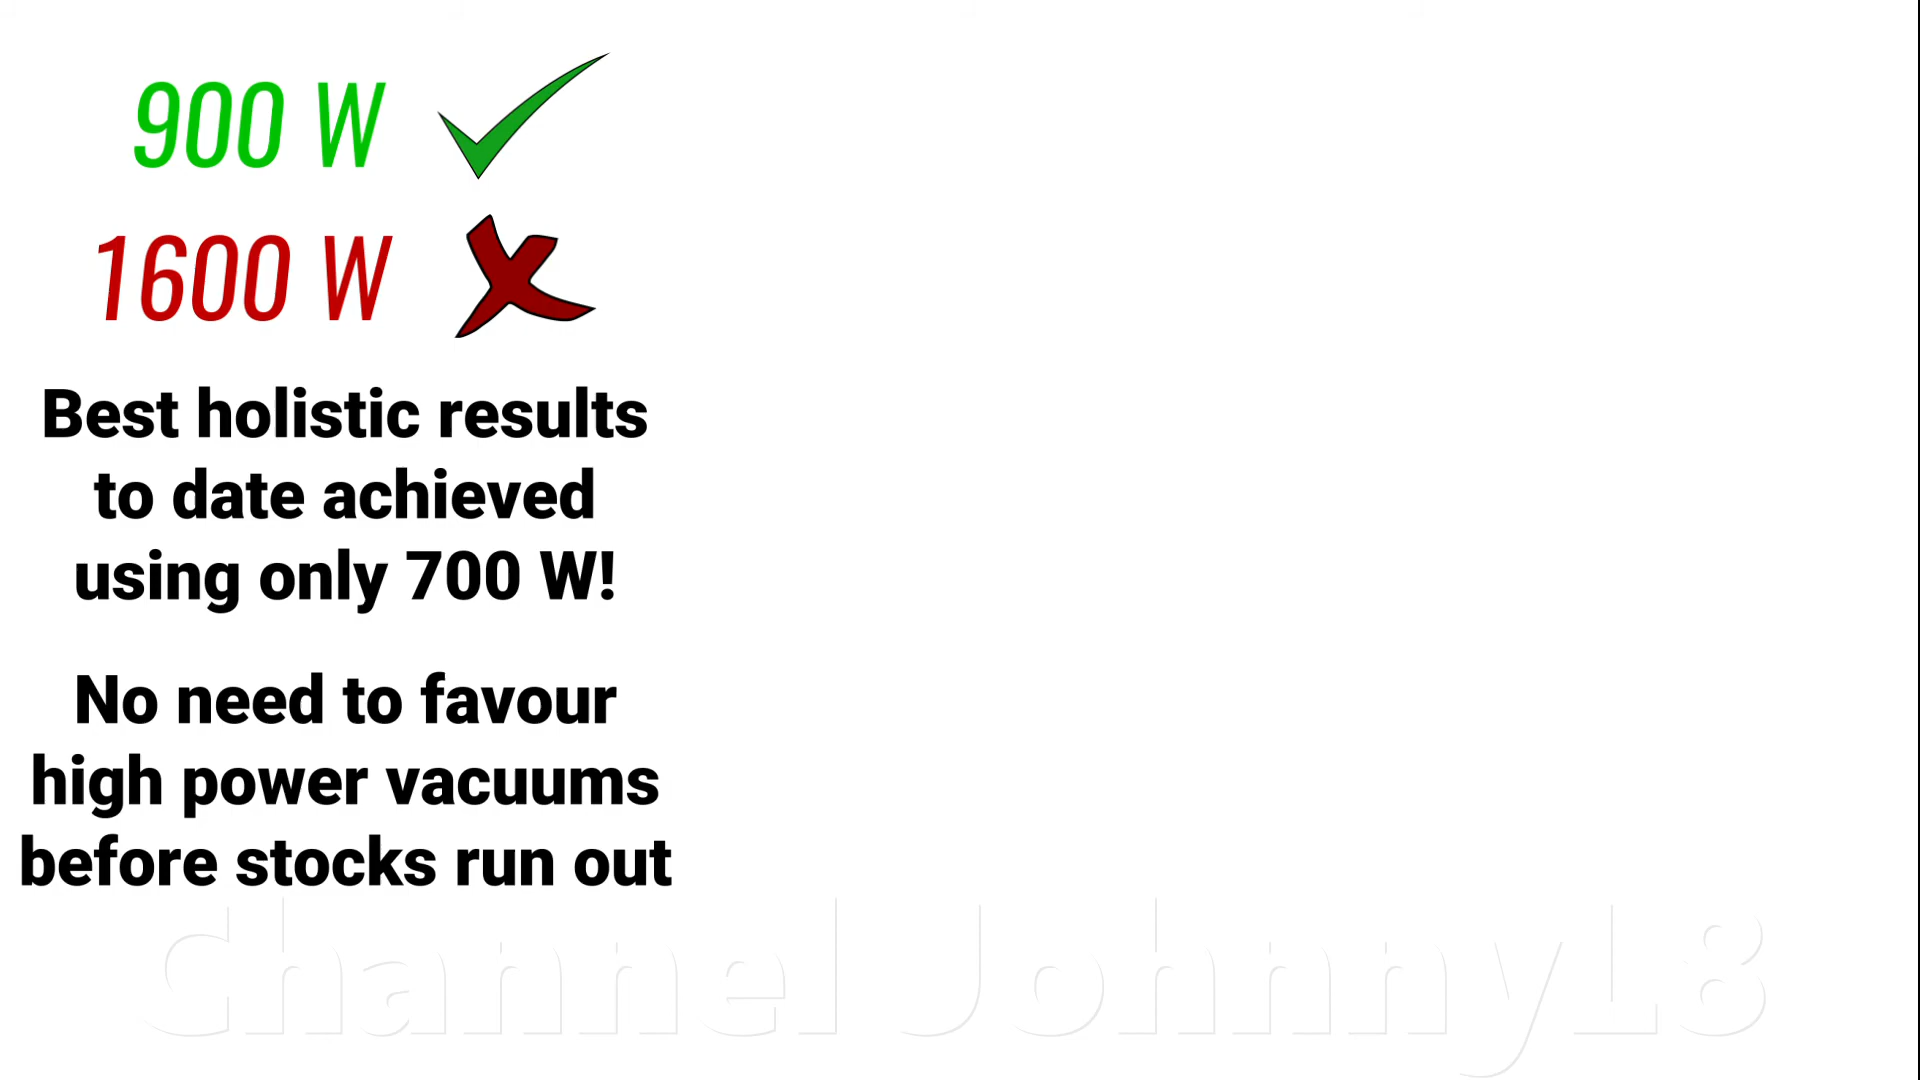 900 W
1600 W
Best holistic results
to date achieved
using only 700 W!
No need to favour
high power vacuums
before stocks run out
Channel JohnnyL8